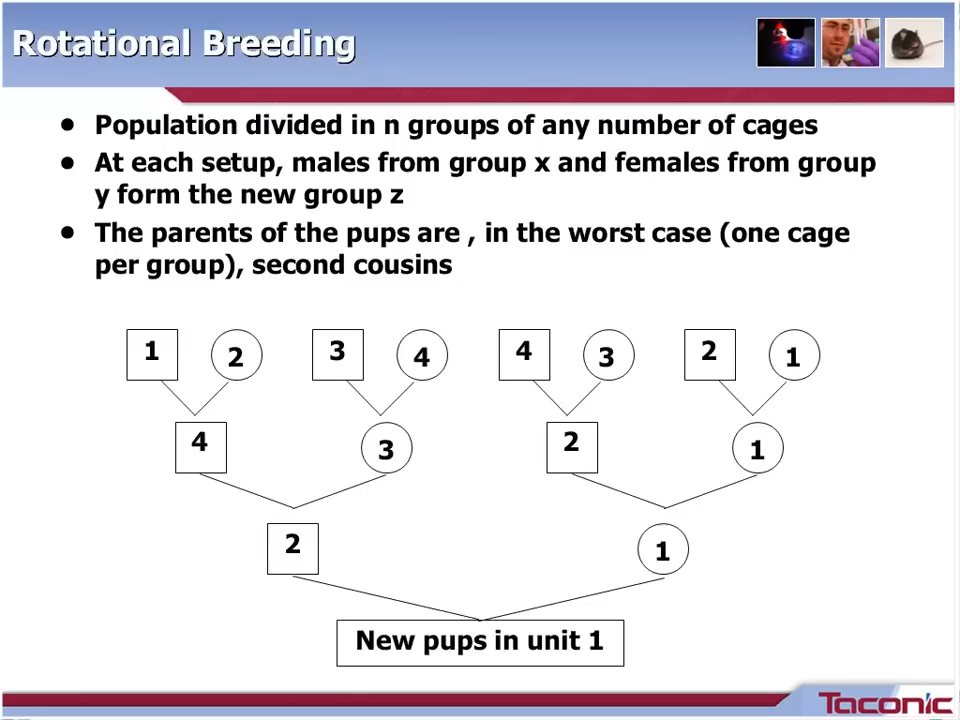 Rotational Breeding
● Population divided in n groups of any number of cages
● At each setup, males from group x and females from group
y form the new group z
● The parents of the pups are , in the worst case (one cage
per group), second cousins
1 2 3 4 4 3 2 1
4 3 2 1
2 1
New pups in unit 1
Taconic